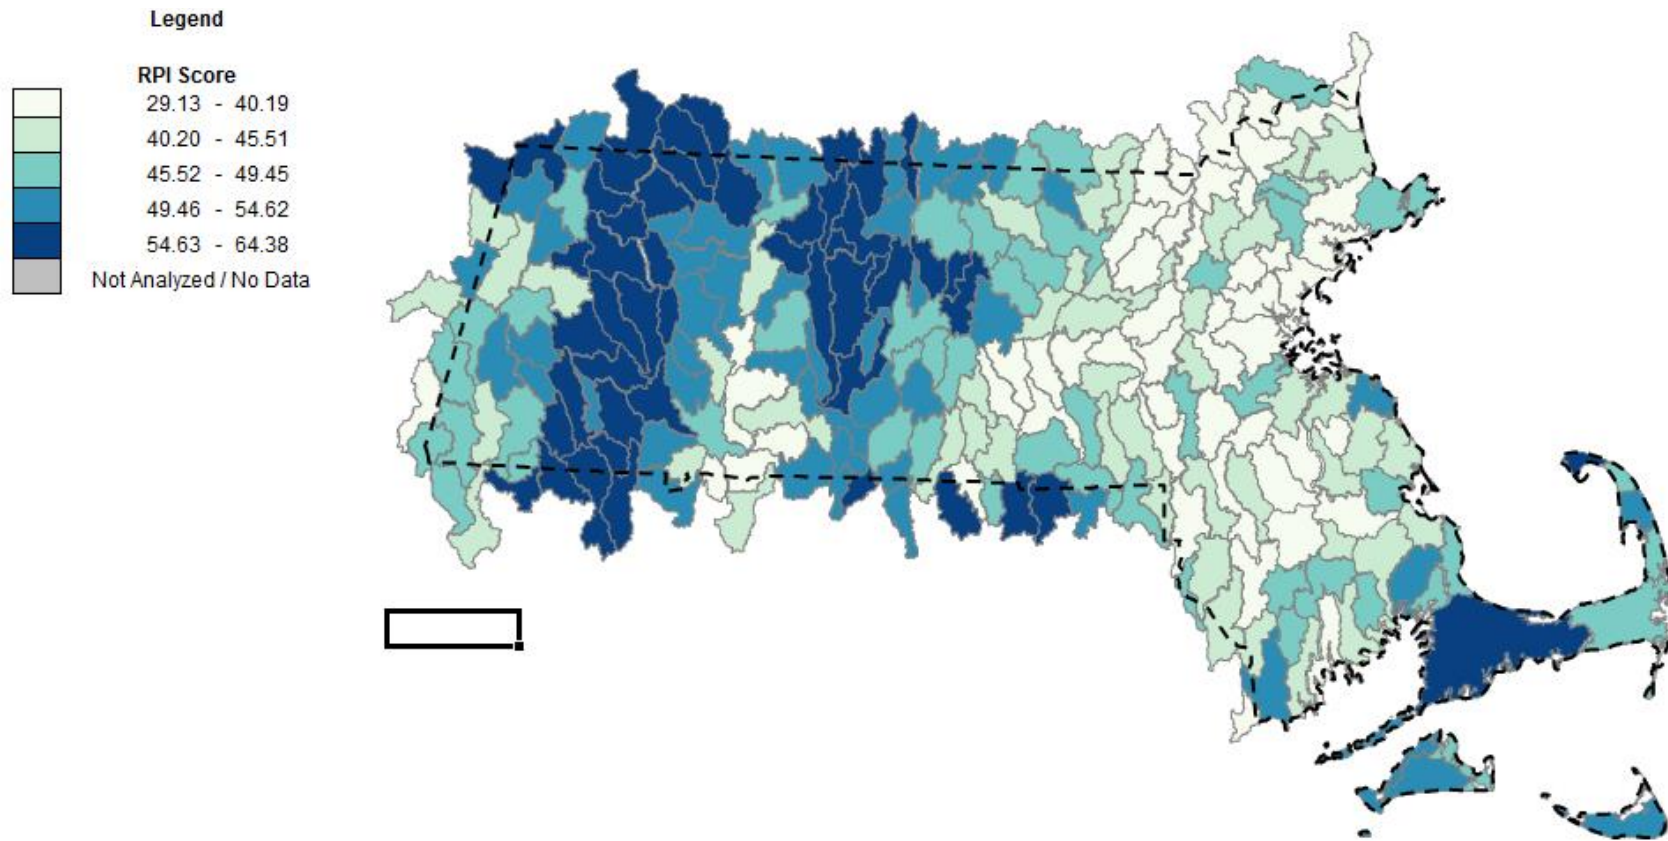 Legend
RPI Score
29.13 - 40.19
40.20 - 45.51
45.52 - 49.45
49.46 - 54.62
54.63 - 64.38
Not Analyzed / No Data